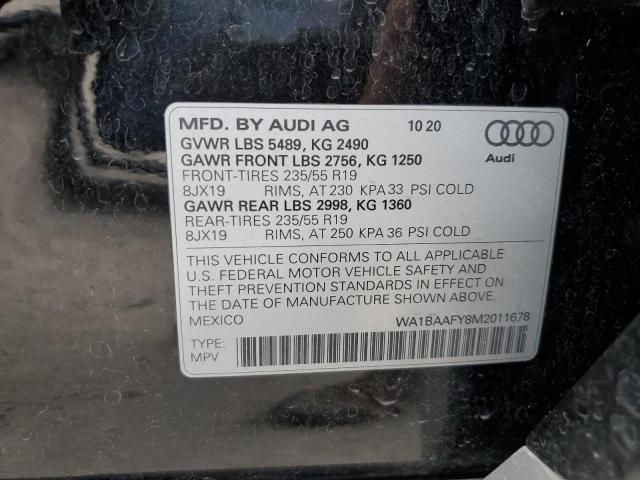 MFD. BY AUDI AG 10 20
GVWR LBS 5489, KG 2490
GAWR FRONT LBS 2756, KG 1250
FRONT-TIRES 235/55 R19
8JX19 RIMS, AT 230 KPA 33 PSI COLD
GAWR REAR LBS 2998, KG 1360
REAR-TIRES 235/55 R19
8JX19 RIMS, AT 250 KPA 36 PSI COLD
Audi
THIS VEHICLE CONFORMS TO ALL APPLICABLE
U.S. FEDERAL MOTOR VEHICLE SAFETY AND
THEFT PREVENTION STANDARDS IN EFFECT ON
THE DATE OF MANUFACTURE SHOWN ABOVE.
MEXICO WA1BAAFY8M2011678
TYPE:
MPV